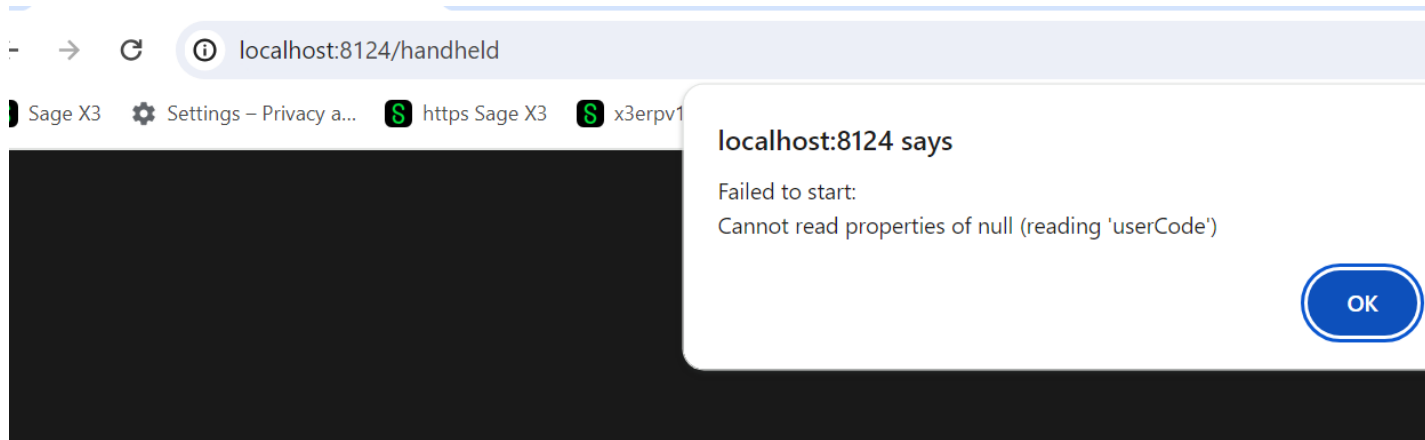 localhost:8124/handheld
Sage X3 Settings – Privacy a... S https Sage X3 S x3erpv1
localhost:8124 says
Failed to start:
Cannot read properties of null (reading 'userCode')
OK